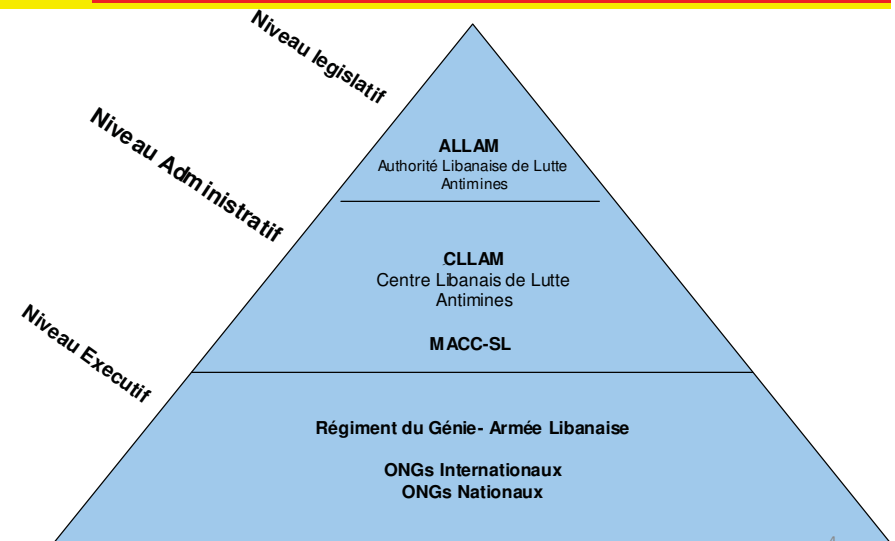 Niveau legislatif
Niveau Administratif
Niveau Executif
ALLAM
Authorité Libanaise de Lutte
Antimines
CLLAM
Centre Libanais de Lutte
Antimines
MACC-SL
Régiment du Génie- Armée Libanaise
ONGs Internationaux
ONGs Nationaux
4